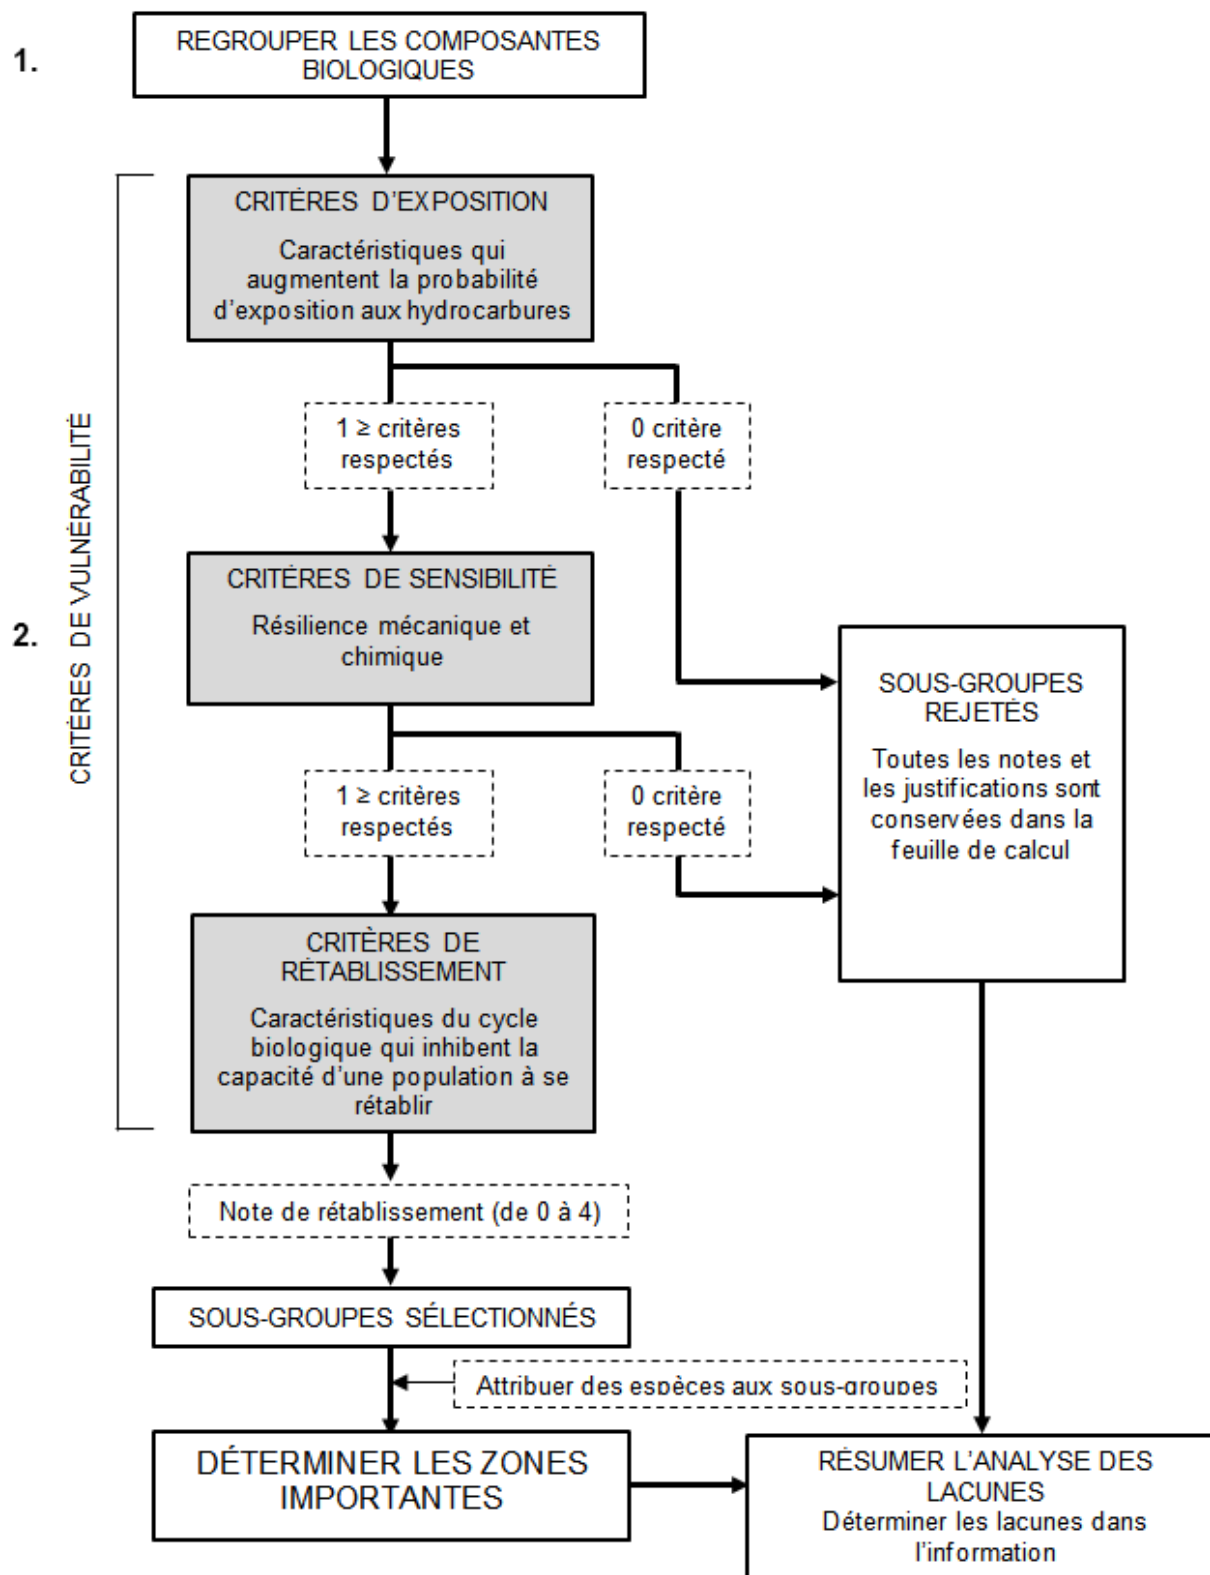 1.
REGROUPER LES COMPOSANTES
BIOLOGIQUES
CRITÈRES DE VULNÉRABILITÉ
2.
CRITÈRES D'EXPOSITION
Caractéristiques qui
augmentent la probabilité
d'exposition aux hydrocarbures
1 ≥ critères
respectés
0 critère
respecté
CRITÈRES DE SENSIBILITÉ
Résilience mécanique et
chimique
1 ≥ critères
respectés
0 critère
respecté
SOUS-GROUPES
REJETÉS
Toutes les notes et
les justifications sont
conservées dans la
feuille de calcul
CRITÈRES DE
RÉTABLISSEMENT
Caractéristiques du cycle
biologique qui inhibent la
capacité d'une population à se
rétablir
Note de rétablissement (de 0 à 4)
SOUS-GROUPES SÉLECTIONNÉS
Attribuer des espèces aux sous-groupes
DÉTERMINER LES ZONES
IMPORTANTES
RÉSUMER L'ANALYSE DES
LACUNES
Déterminer les lacunes dans
l'information